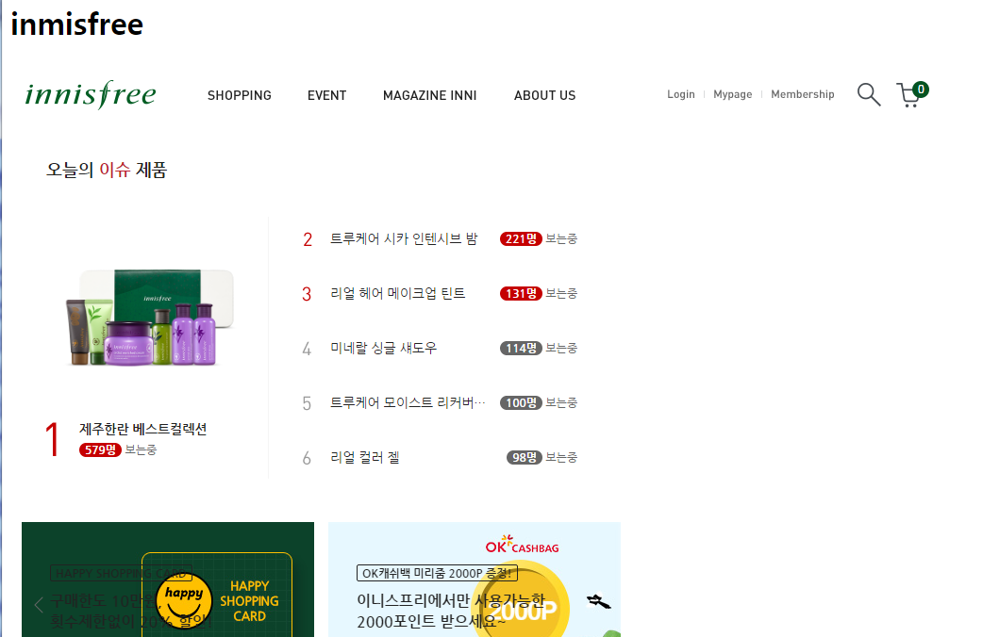 inmisfree
innisfree
SHOPPING EVENT MAGAZINE INNI ABOUT US
Login Mypage Membership
0
오늘의 이슈 제품
innisfree
innisfree
1 제주한란 베스트컬렉션
579명 보는중
2 트루케어 시카 인텐시브 밤 221명 보는중
3 리얼 헤어 메이크업 틴트 131명 보는중
4 미네랄 싱글 섀도우 114명 보는중
5 트루케어 모이스트 리커버··· 100명 보는중
6 리얼 컬러 젤 98명 보는중
HAPPY SHOPPING CARD
구매한도 10만원,
횟수제한없이 20% 할인!
happy
HAPPY
SHOPPING
CARD
OK CASHBAG
OK캐쉬백 미리줌 2000P 증정!
이니스프리에서만 사용가능한
2000포인트 받으세요~
2000P